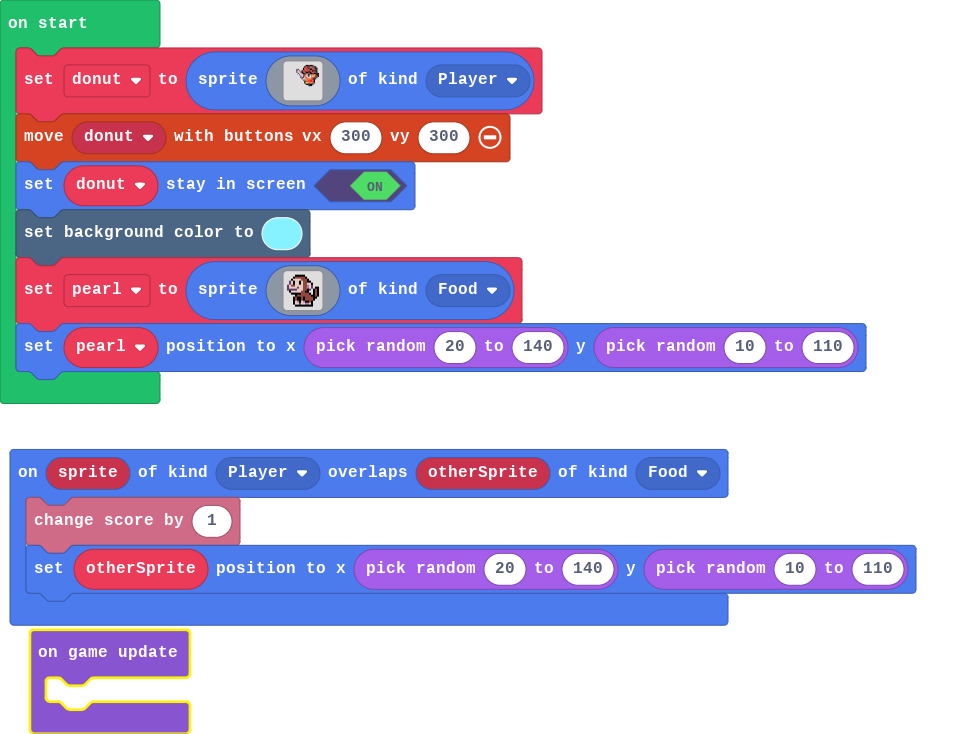 on start
set donut to sprite of kind Player
move donut with buttons vx 300 vy 300
set donut stay in screen ON
set background color to
set pearl to sprite of kind Food
set pearl position to x pick random 20 to 140 y pick random 10 to 110
on sprite of kind Player overlaps otherSprite of kind Food
change score by 1
set otherSprite position to x pick random 20 to 140 y pick random 10 to 110
on game update